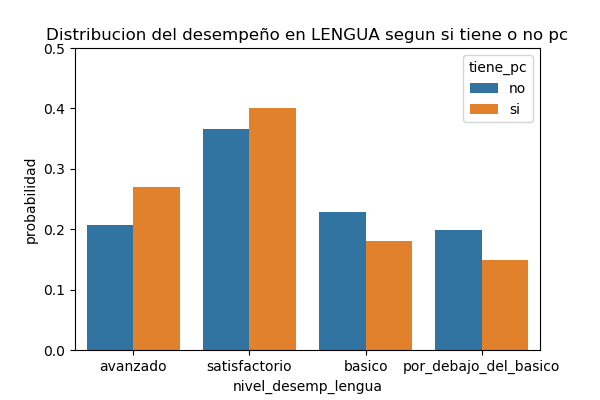 Distribucion del desempeño en LENGUA segun si tiene o no pc
0.5
0.4
0.3
0.2
0.1
0.0
probabilidad
tiene_pc
no
si
avanzado satisfactorio basico por_debajo_del_basico
nivel_desemp_lengua